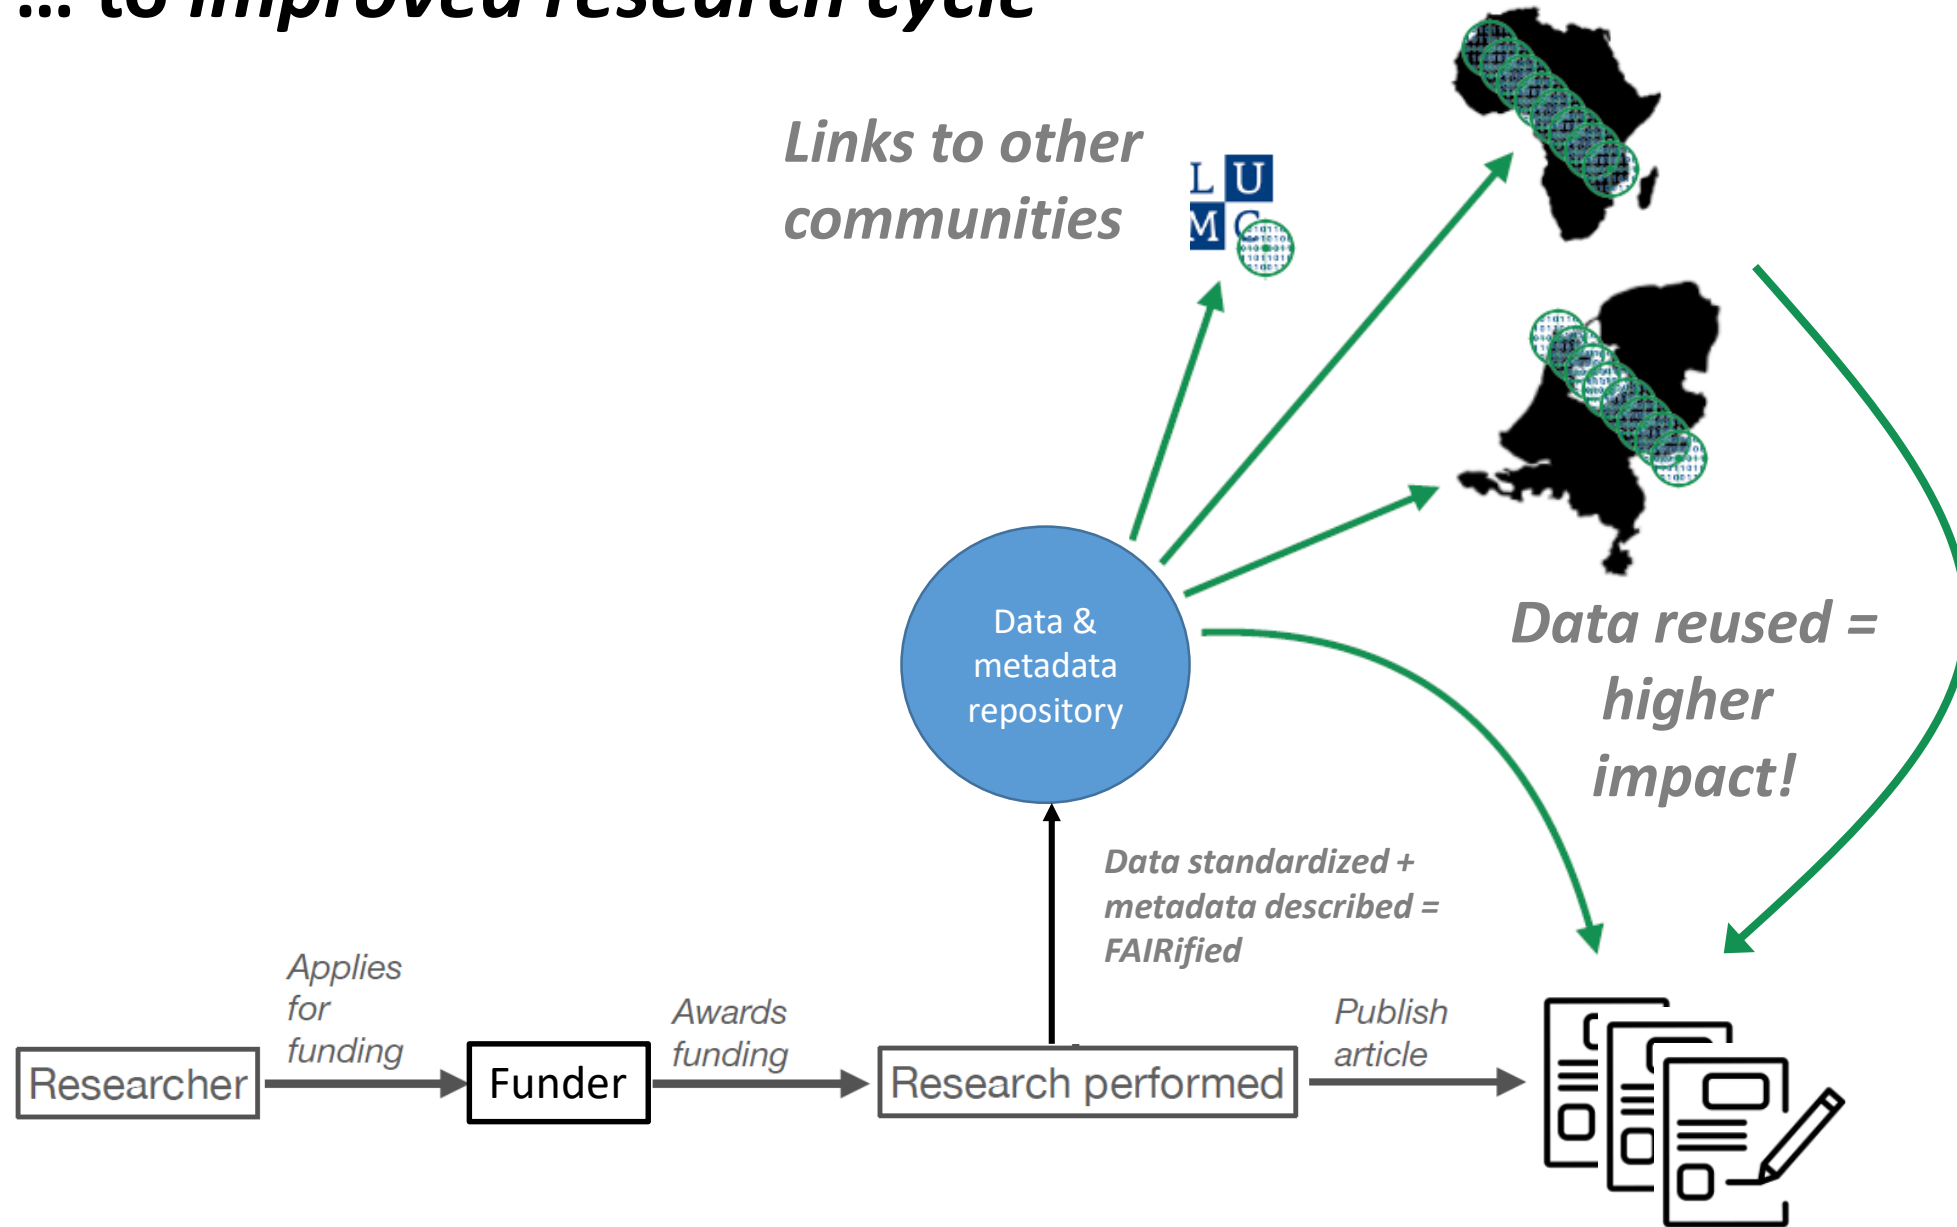 ... to improved research cycle
Links to other
communities
L U
M C
Data &
metadata
repository
Data reused =
higher
impact!
Data standardized +
metadata described =
FAIRified
Applies
for
funding
Awards
funding
Publish
article
Researcher
Funder
Research performed